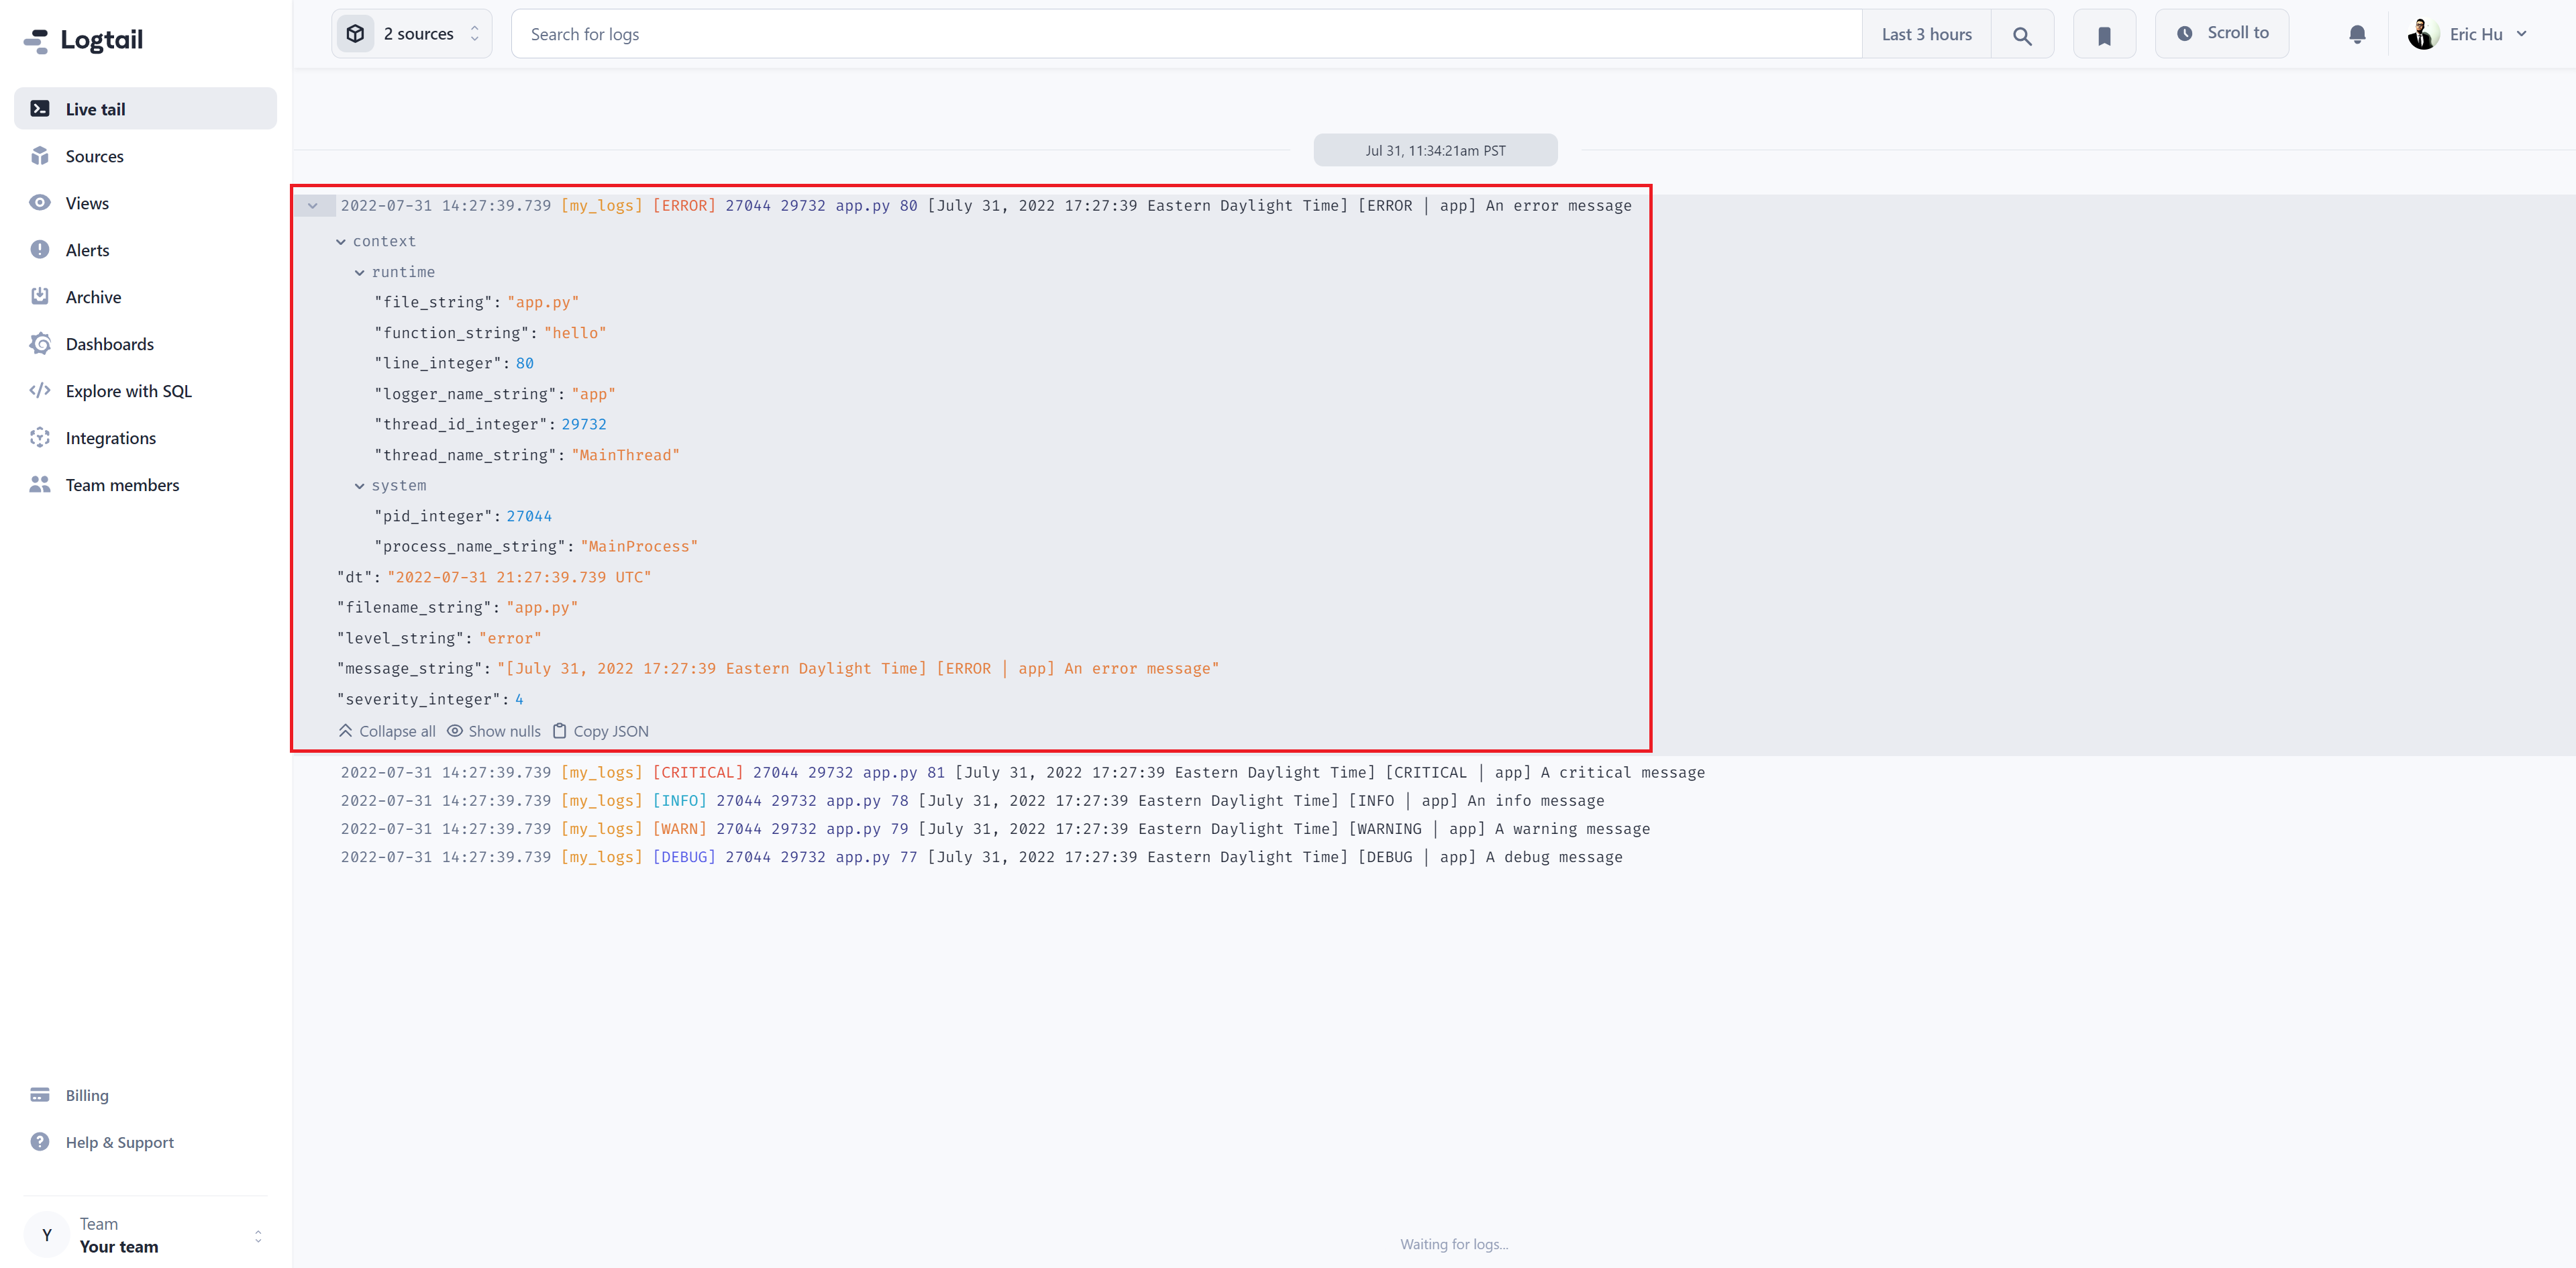 Logtail
2 sources
Search for logs
Last 3 hours
Scroll to
Eric Hu
Live tail
Sources
Views
Alerts
Archive
Dashboards
Explore with SQL
Integrations
Team members
Jul 31, 11:34:21am PST
2022-07-31 14:27:39.739 [my_logs] [ERROR] 27044 29732 app.py 80 [July 31, 2022 17:27:39 Eastern Daylight Time] [ERROR | app] An error message
context
runtime
"file_string": "app.py"
"function_string": "hello"
"line_integer": 80
"logger_name_string": "app"
"thread_id_integer": 29732
"thread_name_string": "MainThread"
system
"pid_integer": 27044
"process_name_string": "MainProcess"
"dt": "2022-07-31 21:27:39.739 UTC"
"filename_string": "app.py"
"level_string": "error"
"message_string": "[July 31, 2022 17:27:39 Eastern Daylight Time] [ERROR | app] An error message"
"severity_integer": 4
Collapse all Show nulls Copy JSON
2022-07-31 14:27:39.739 [my_logs] [CRITICAL] 27044 29732 app.py 81 [July 31, 2022 17:27:39 Eastern Daylight Time] [CRITICAL | app] A critical message
2022-07-31 14:27:39.739 [my_logs] [INFO] 27044 29732 app.py 78 [July 31, 2022 17:27:39 Eastern Daylight Time] [INFO | app] An info message
2022-07-31 14:27:39.739 [my_logs] [WARN] 27044 29732 app.py 79 [July 31, 2022 17:27:39 Eastern Daylight Time] [WARNING | app] A warning message
2022-07-31 14:27:39.739 [my_logs] [DEBUG] 27044 29732 app.py 77 [July 31, 2022 17:27:39 Eastern Daylight Time] [DEBUG | app] A debug message
Waiting for logs...
Billing
Help & Support
Y
Team
Your team